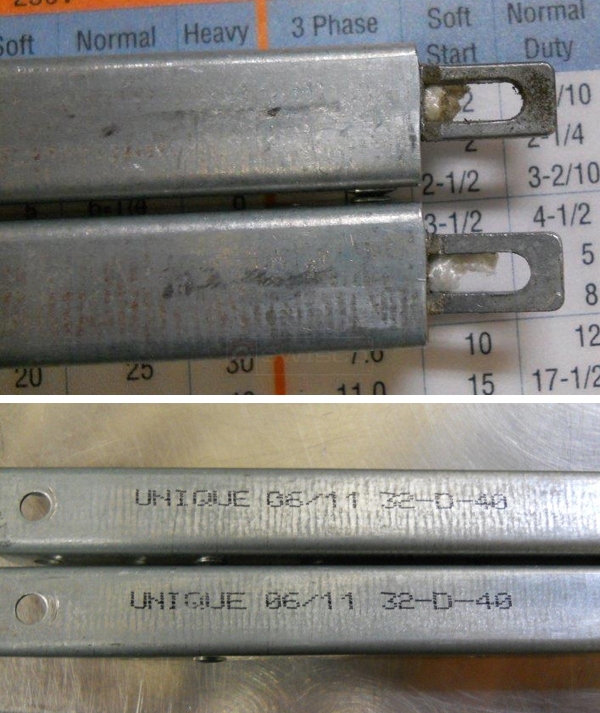 Soft Normal Heavy 3 Phase Soft Start Normal Duty
2-1/4
2-1/2 3-2/10
3-1/2 4-1/2
5
8
10 12
20 25 30 15 17-1/2
UNIQUE 06/11 32-D-40
UNIQUE 06/11 32-D-40